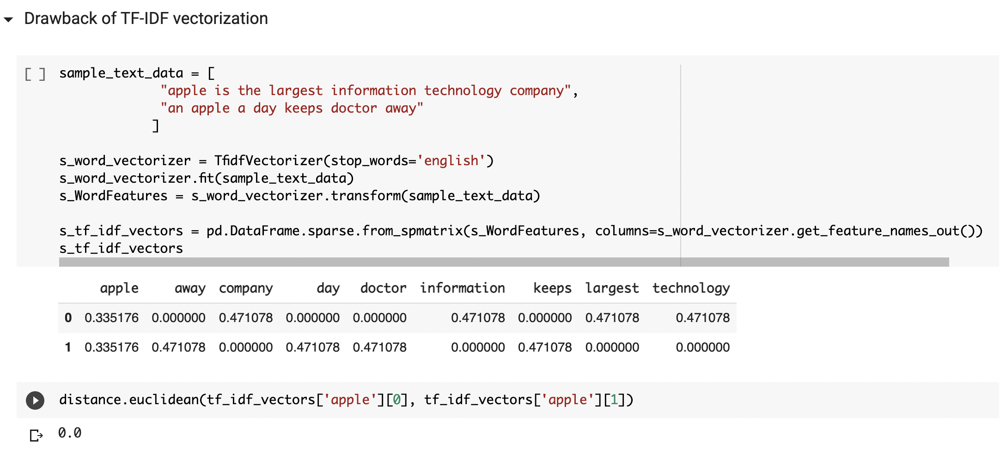 Drawback of TF-IDF vectorization
[ ] sample_text_data = [
"apple is the largest information technology company",
"an apple a day keeps doctor away"
]
s_word_vectorizer = TfidfVectorizer(stop_words='english')
s_word_vectorizer.fit(sample_text_data)
s_WordFeatures = s_word_vectorizer.transform(sample_text_data)
s_tf_idf_vectors = pd.DataFrame.sparse.from_spmatrix(s_WordFeatures, columns=s_word_vectorizer.get_feature_names_out())
s_tf_idf_vectors
apple away company day doctor information keeps largest technology
0 0.335176 0.000000 0.471078 0.000000 0.000000 0.471078 0.000000 0.471078 0.471078
1 0.335176 0.471078 0.000000 0.471078 0.471078 0.000000 0.471078 0.000000 0.000000
distance.euclidean(tf_idf_vectors['apple'][0], tf_idf_vectors['apple'][1])
0.0